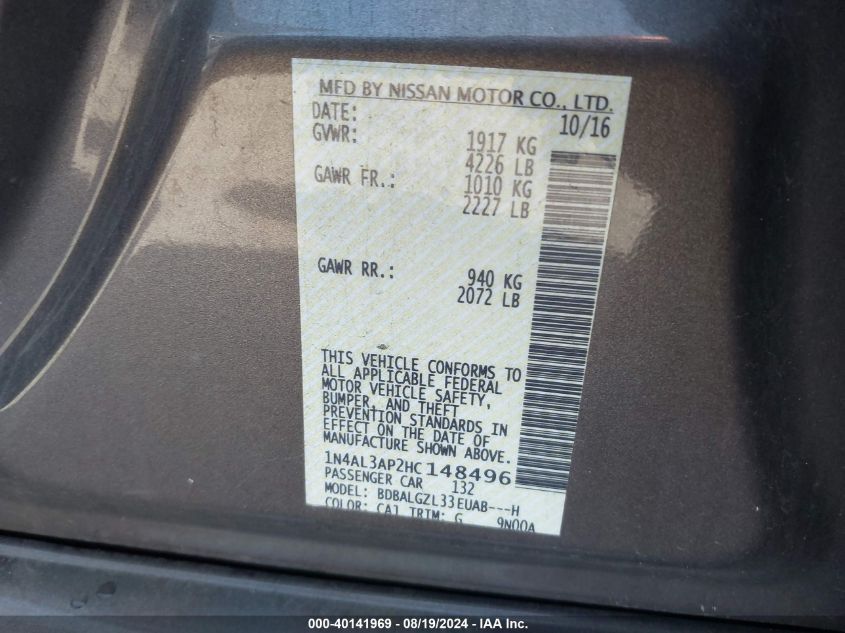 MFD BY NISSAN MOTOR CO., LTD.
DATE: 10/16
GVWR: 1917 KG
4226 LB
GAWR FR.: 1010 KG
2227 LB
GAWR RR.: 940 KG
2072 LB
THIS VEHICLE CONFORMS TO
ALL APPLICABLE FEDERAL
MOTOR VEHICLE SAFETY,
BUMPER, AND THEFT
PREVENTION STANDARDS IN
EFFECT ON THE DATE OF
MANUFACTURE SHOWN ABOVE.
1N4AL3AP2HC148496
PASSENGER CAR 132
MODEL: BDBALGZL33EUAB---H
COLOR: CAJ TRIM: G 9N00A
000-40141969 - 08/19/2024 - IAA Inc.